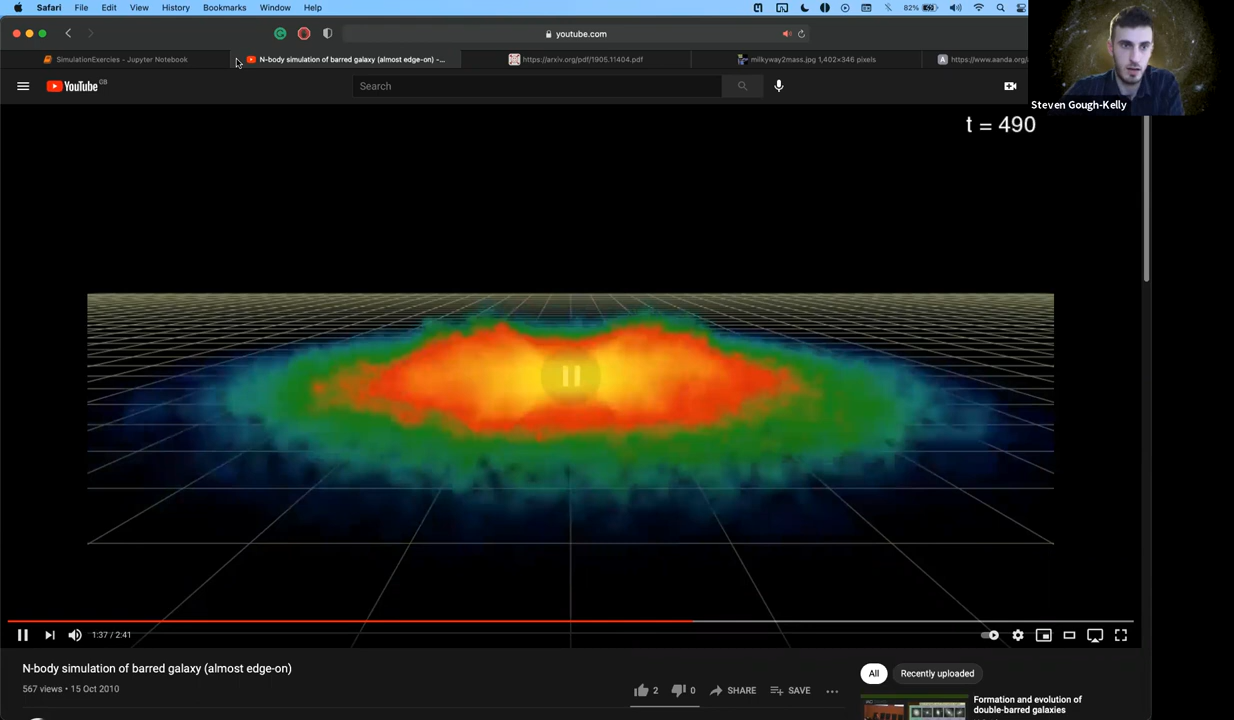 Safari File Edit View History Bookmarks Window Help 82%
youtube.com
SimulationExercies - Jupyter Notebook
N-body simulation of barred galaxy (almost edge-on) -...
https://arxiv.org/pdf/1905.11404.pdf
milkyway2mass.jpg 1,402×346 pixels
https://www.aanda.org/a
YouTube GB
Search
Steven Gough-Kelly
t = 490
1:37 / 2:41
N-body simulation of barred galaxy (almost edge-on)
567 views • 15 Oct 2010
2 0 SHARE SAVE ...
All Recently uploaded
Formation and evolution of
double-barred galaxies